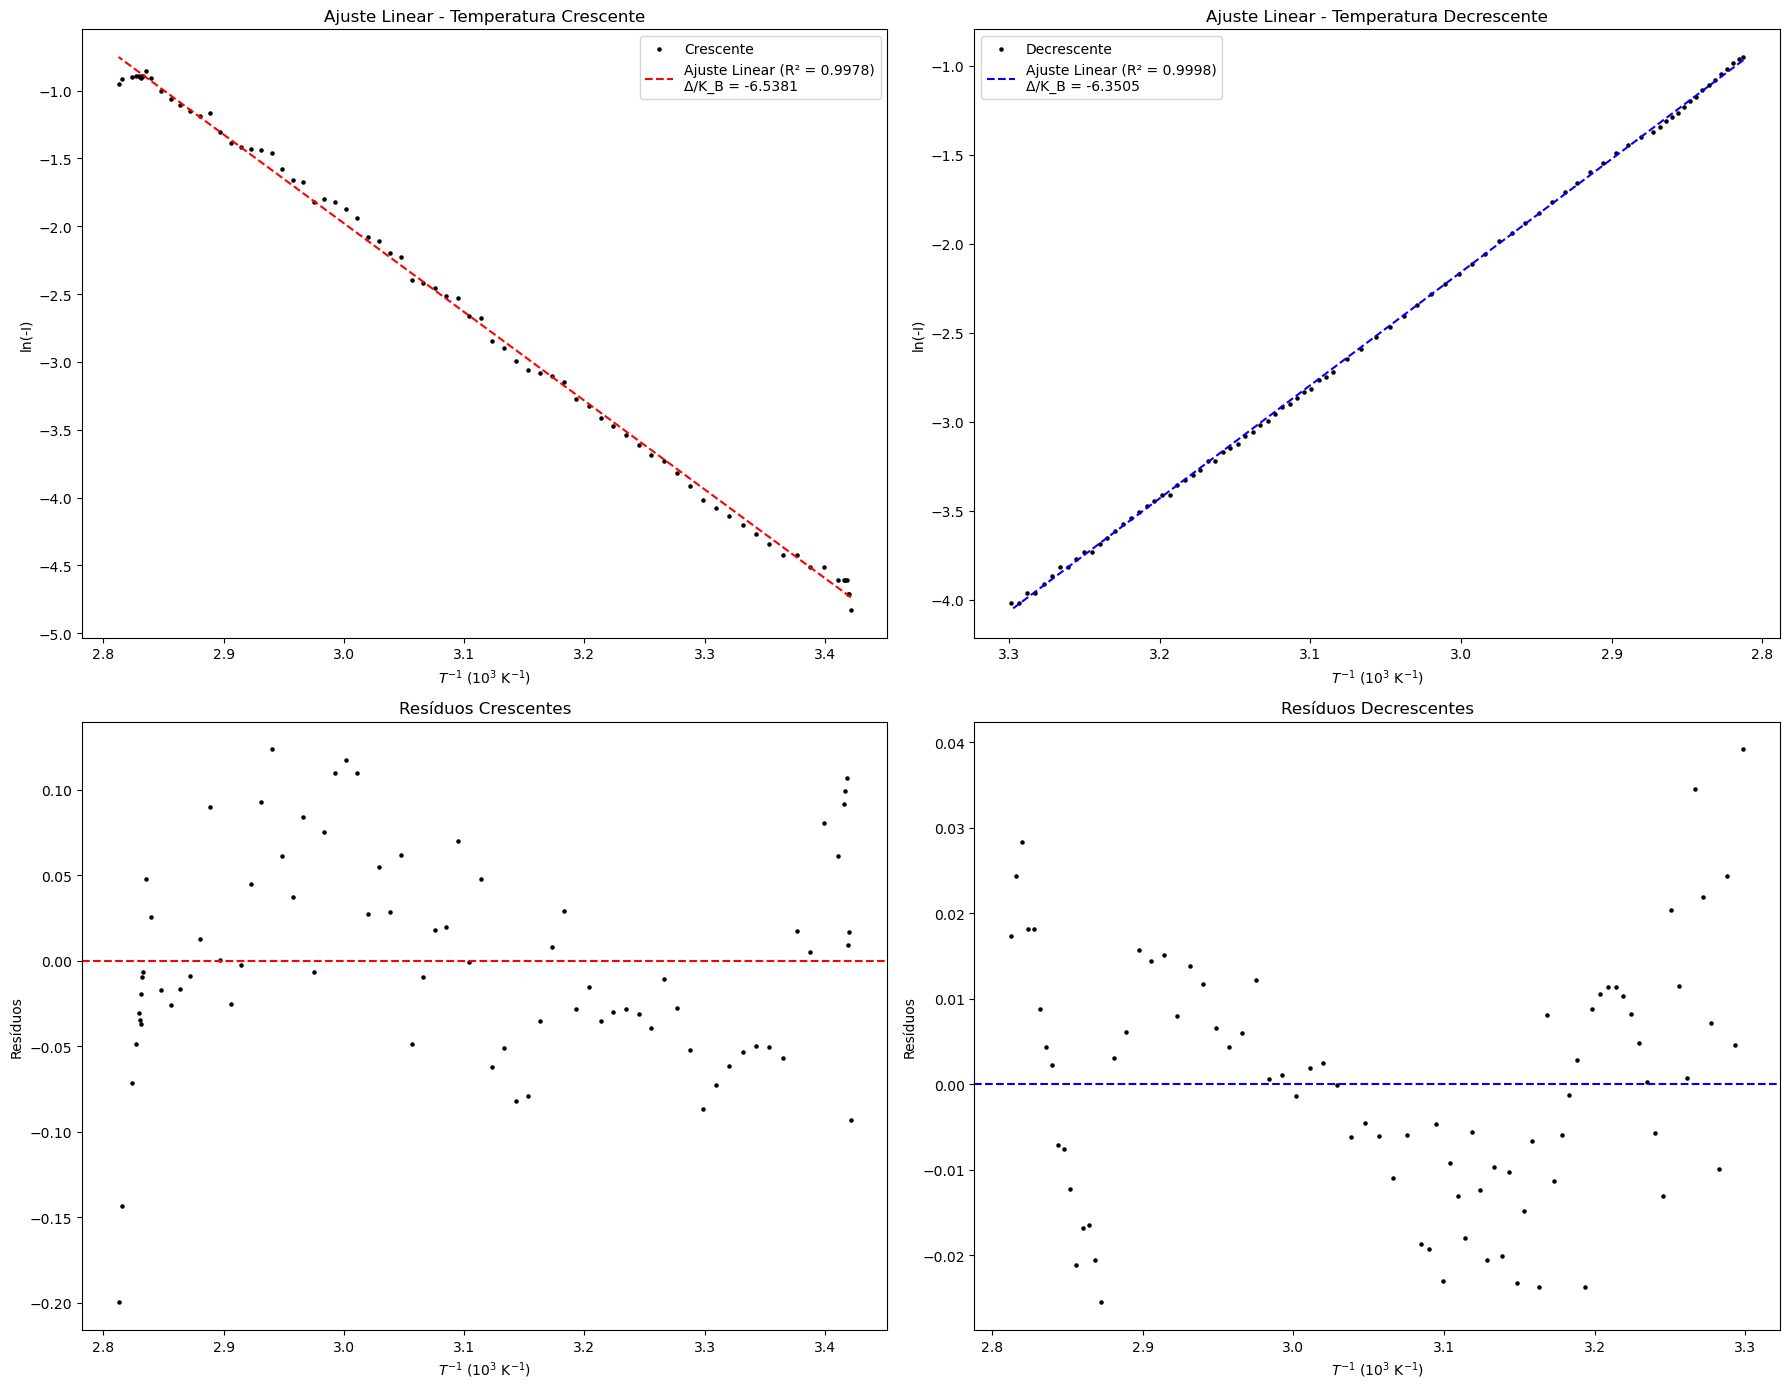 Ajuste Linear - Temperatura Crescente
Crescente
Ajuste Linear (R² = 0.9978)
Δ/K_B = -6.5381
ln(-I)
−1.0
−1.5
−2.0
−2.5
−3.0
−3.5
−4.0
−4.5
−5.0
2.8 2.9 3.0 3.1 3.2 3.3 3.4
T⁻¹ (10³ K⁻¹)
Ajuste Linear - Temperatura Decrescente
Decrescente
Ajuste Linear (R² = 0.9998)
Δ/K_B = -6.3505
ln(-I)
−1.0
−1.5
−2.0
−2.5
−3.0
−3.5
−4.0
3.3 3.2 3.1 3.0 2.9 2.8
T⁻¹ (10³ K⁻¹)
Resíduos Crescentes
Resíduos
0.10
0.05
0.00
−0.05
−0.10
−0.15
−0.20
2.8 2.9 3.0 3.1 3.2 3.3 3.4
T⁻¹ (10³ K⁻¹)
Resíduos Decrescentes
Resíduos
0.04
0.03
0.02
0.01
0.00
−0.01
−0.02
2.8 2.9 3.0 3.1 3.2 3.3
T⁻¹ (10³ K⁻¹)